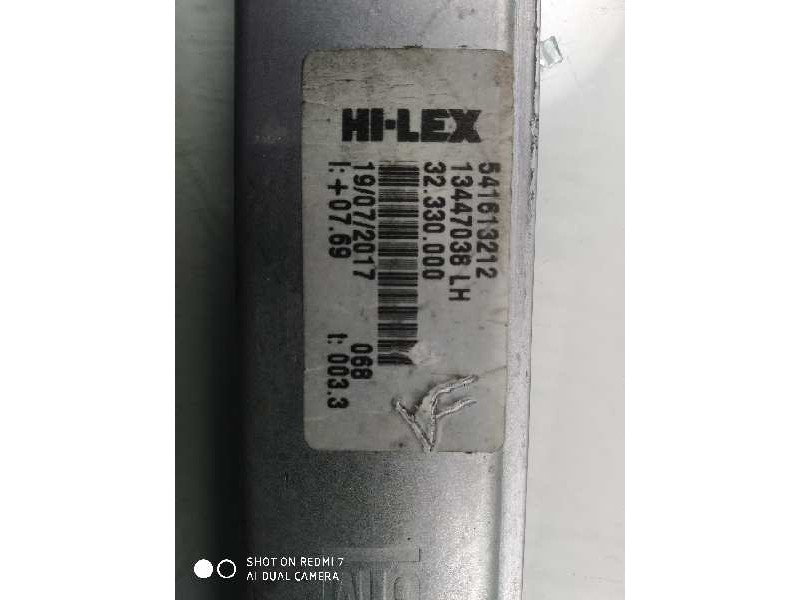 HI-LEX
541613212
13447038 LH
32.330.000
19/07/2017 068
I: +07.69 t: 003.3
SHOT ON REDMI 7
AI DUAL CAMERA